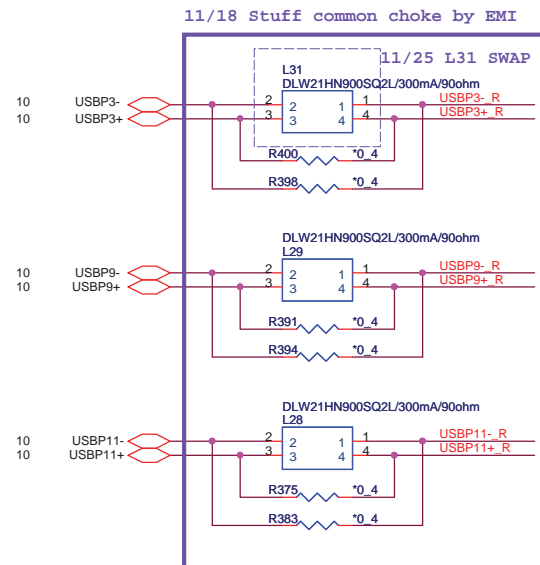 11/18 Stuff common choke by EMI
11/25 L31 SWAP
L31
DLW21HN900SQ2L/300mA/90ohm
10 USBP3- 2 2 1 1 USBP3-_R
10 USBP3+ 3 3 4 4 USBP3+_R
R400 *0_4
R398 *0_4
DLW21HN900SQ2L/300mA/90ohm
L29
10 USBP9- 2 2 1 1 USBP9-_R
10 USBP9+ 3 3 4 4 USBP9+_R
R391 *0_4
R394 *0_4
DLW21HN900SQ2L/300mA/90ohm
L28
10 USBP11- 2 2 1 1 USBP11-_R
10 USBP11+ 3 3 4 4 USBP11+_R
R375 *0_4
R383 *0_4